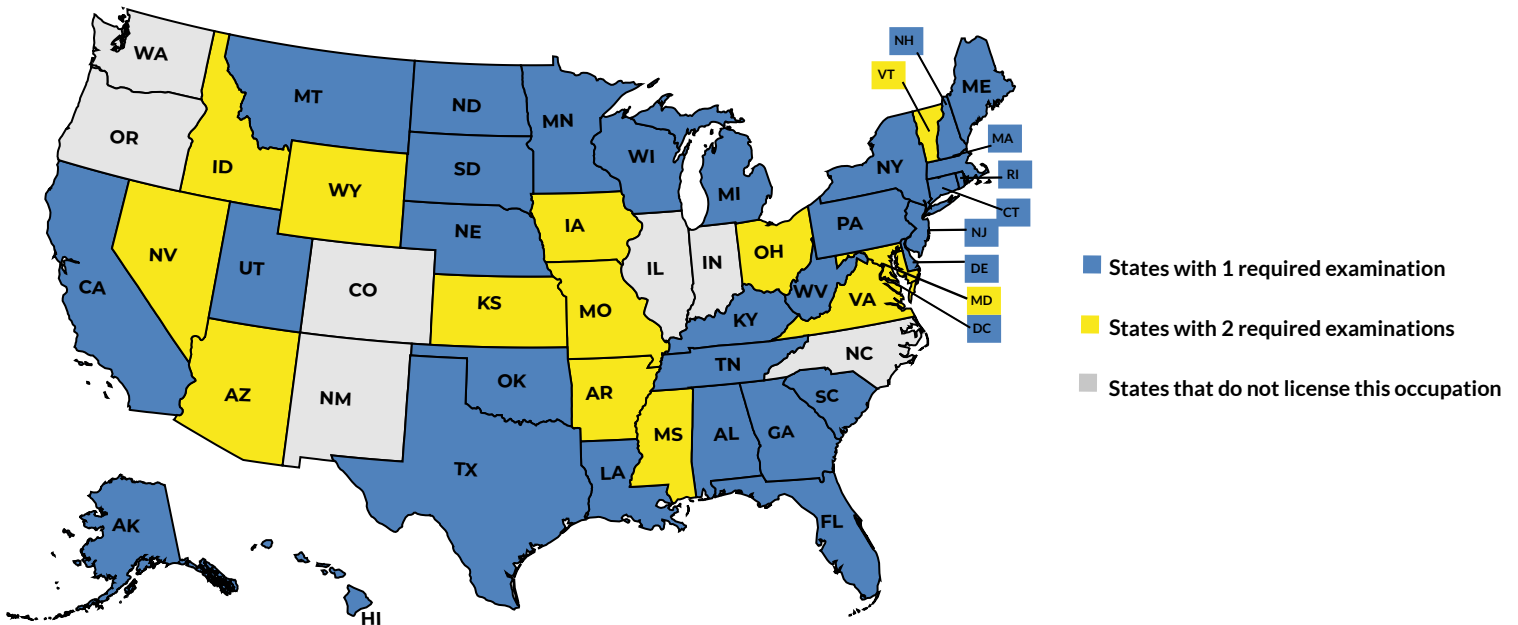 NH
WA
VT
ME
MT
ND
MN
OR
MA
WI
NY
ID
SD
RI
WY
MI
CT
IA
PA
NE
NJ
NV
OH
IL
IN
UT
DE
States with 1 required examination
CA
CO
WV
VA
MD
KS
MO
KY
DC
States with 2 required examinations
NC
TN
OK
AZ
NM
AR
SC
States that do not license this occupation
MS
AL
GA
TX
LA
AK
FL
HI